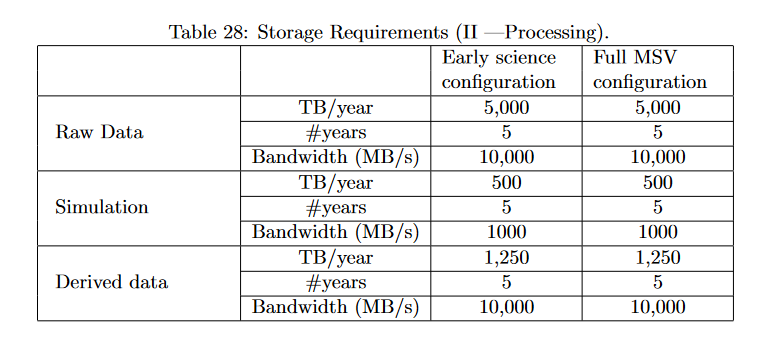 Table 28: Storage Requirements (II —Processing).
Early science configuration Full MSV configuration
Raw Data TB/year 5,000 5,000
#years 5 5
Bandwidth (MB/s) 10,000 10,000
Simulation TB/year 500 500
#years 5 5
Bandwidth (MB/s) 1000 1000
Derived data TB/year 1,250 1,250
#years 5 5
Bandwidth (MB/s) 10,000 10,000